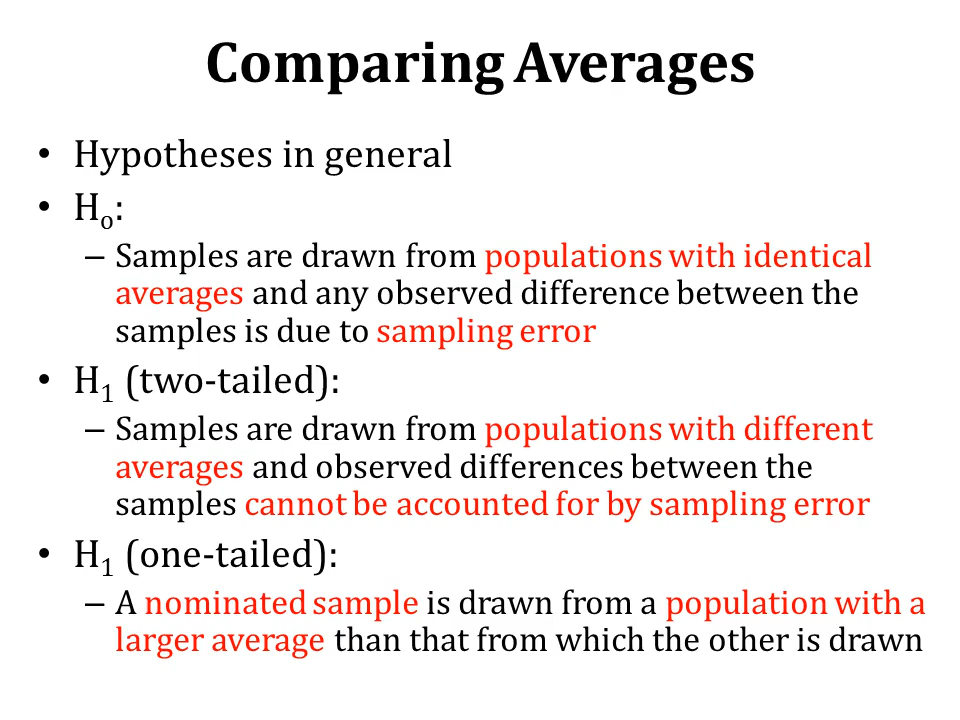 Comparing Averages
• Hypotheses in general
• Ho:
– Samples are drawn from populations with identical
averages and any observed difference between the
samples is due to sampling error
• H1 (two-tailed):
– Samples are drawn from populations with different
averages and observed differences between the
samples cannot be accounted for by sampling error
• H1 (one-tailed):
– A nominated sample is drawn from a population with a
larger average than that from which the other is drawn